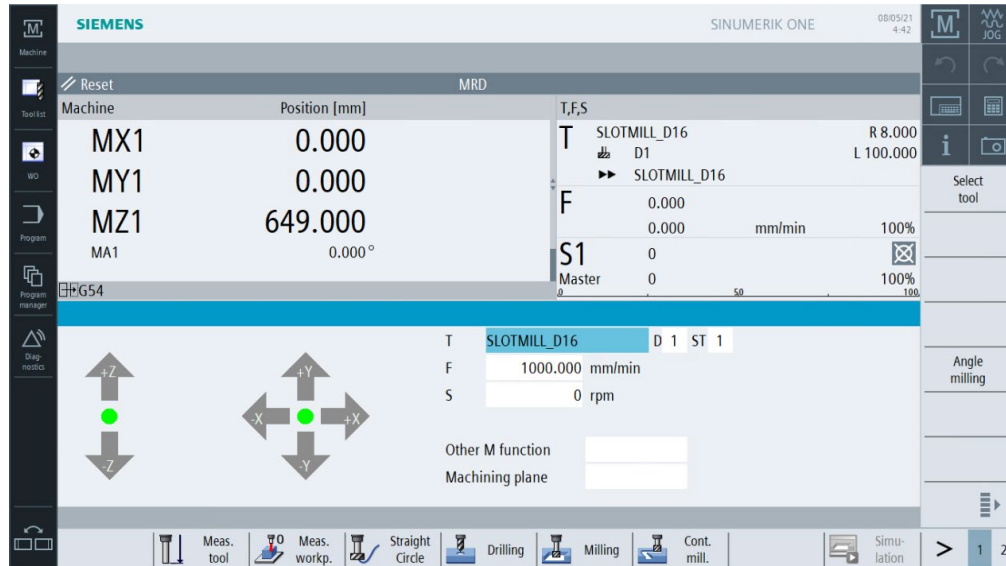 SIEMENS
SINUMERIK ONE
08/05/21
4:42
M
JOG
Machine
Tool list
WO
Program
Program
manager
Diag-
nostics
Reset
MRD
Machine
Position [mm]
MX1
0.000
MY1
0.000
MZ1
649.000
MA1
0.000°
G54
T,F,S
T
SLOTMILL_D16
R 8.000
D1
L 100.000
SLOTMILL_D16
F
0.000
0.000
mm/min
100%
S1
0
Master
0
100%
0
50
100
T
SLOTMILL_D16
D 1 ST 1
F
1000.000 mm/min
S
0 rpm
Other M function
Machining plane
+Z
-Z
+Y
-X
+X
-Y
Select
tool
Angle
milling
Meas.
tool
Meas.
workp.
Straight
Circle
Drilling
Milling
Cont.
mill.
Simu-
lation
>
1
2